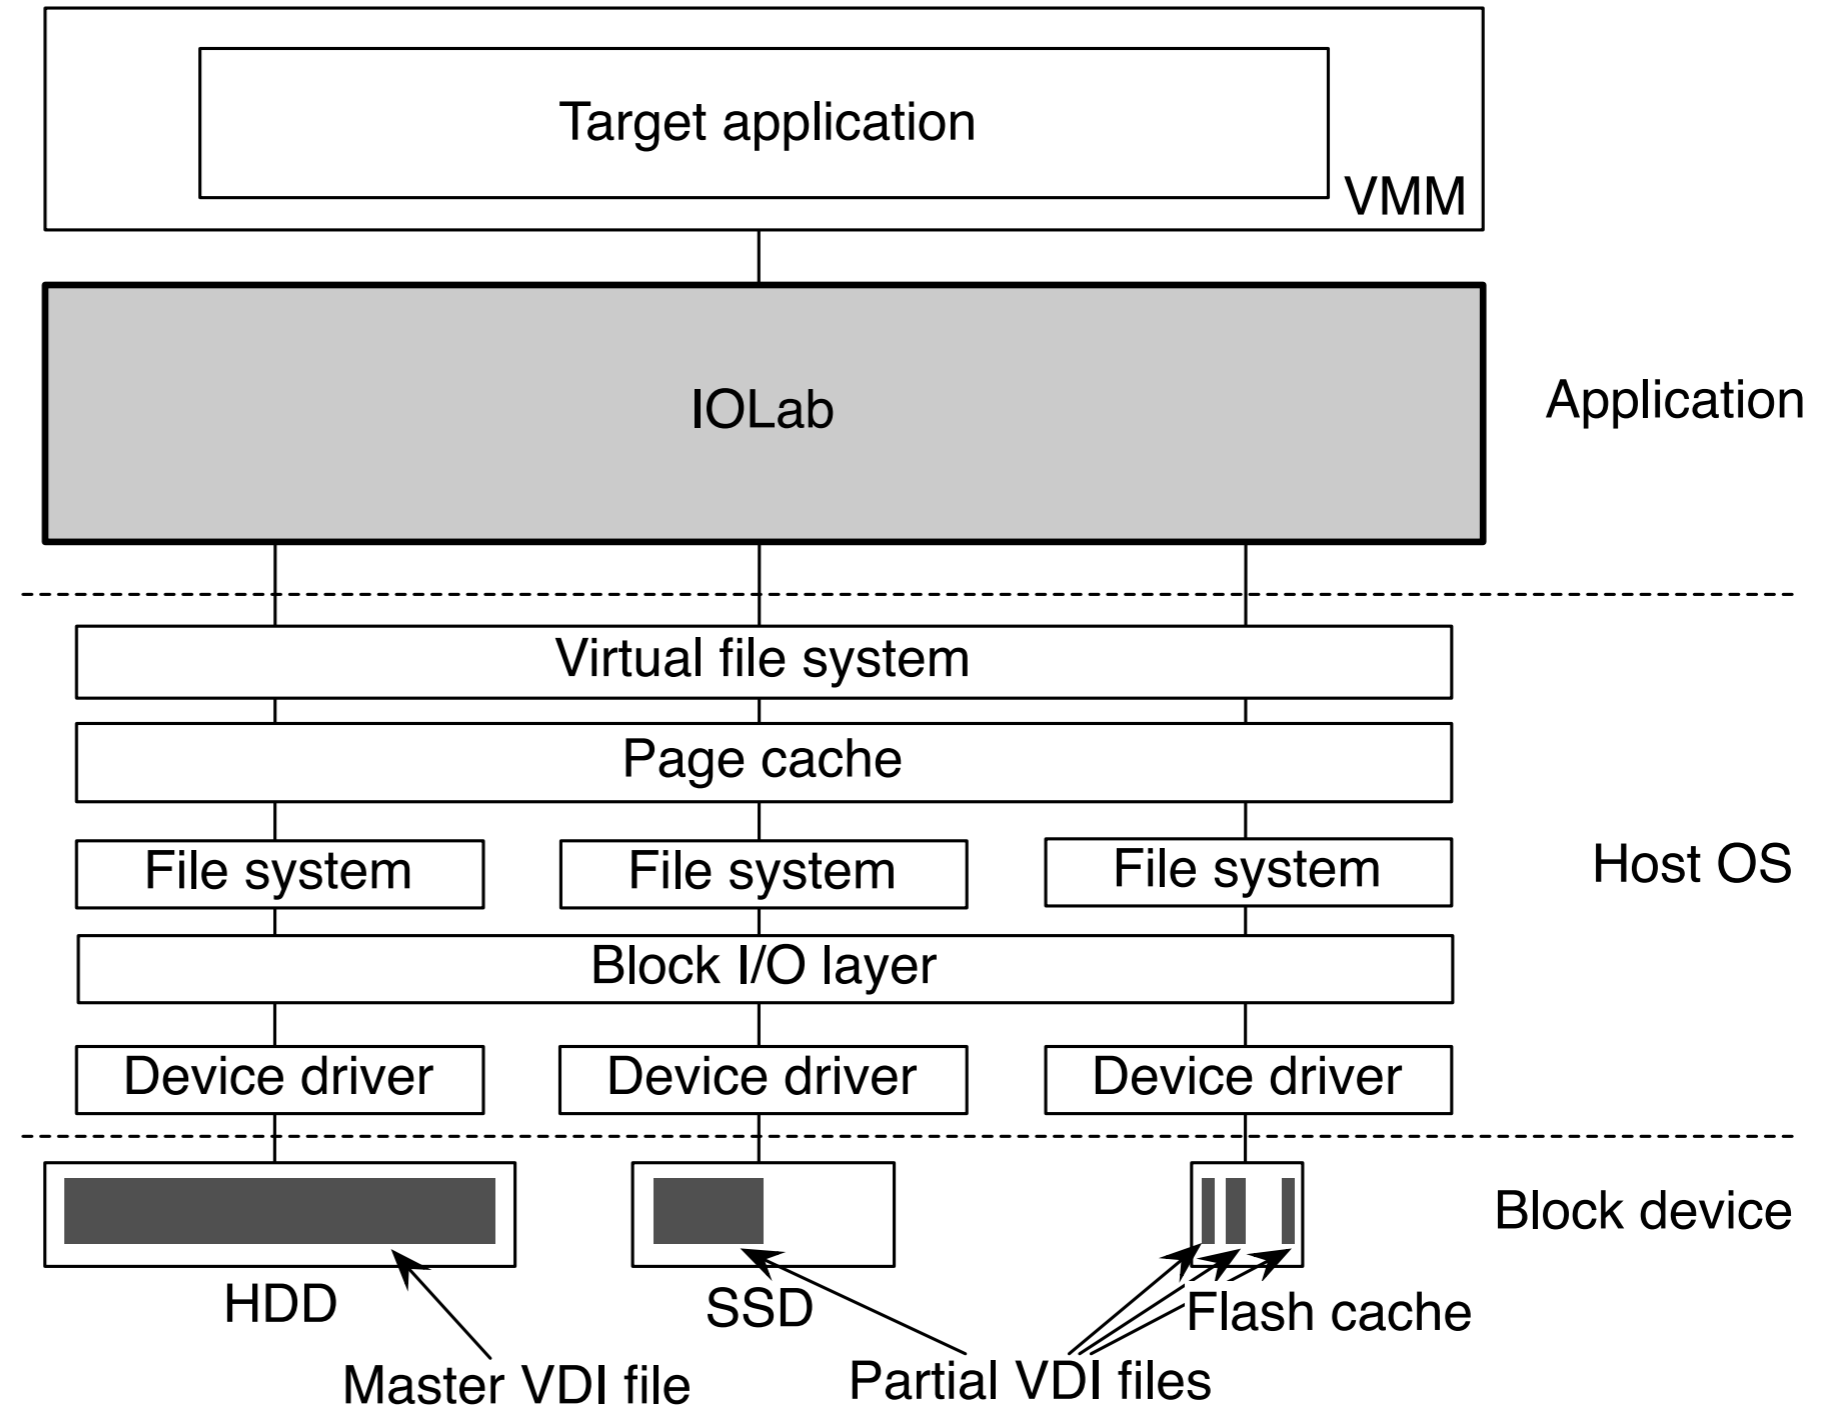 Target application
VMM
IOLab
Application
Virtual file system
Page cache
File system
File system
File system
Host OS
Block I/O layer
Device driver
Device driver
Device driver
Block device
HDD
SSD
Flash cache
Master VDI file
Partial VDI files